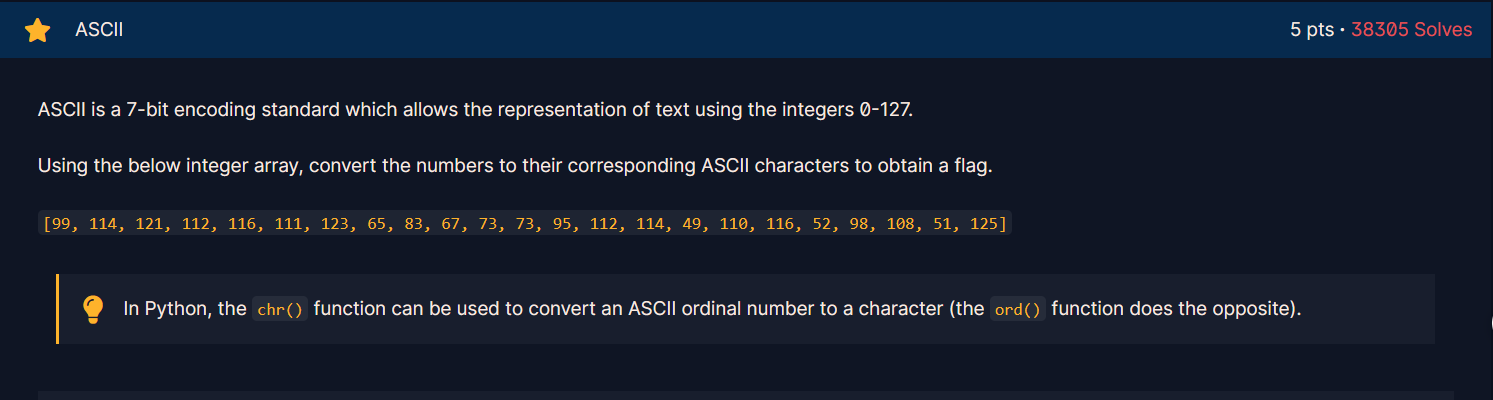 ASCII 5 pts · 38305 Solves
ASCII is a 7-bit encoding standard which allows the representation of text using the integers 0-127.
Using the below integer array, convert the numbers to their corresponding ASCII characters to obtain a flag.
[99, 114, 121, 112, 116, 111, 123, 65, 83, 67, 73, 73, 95, 112, 114, 49, 110, 116, 52, 98, 108, 51, 125]
In Python, the chr() function can be used to convert an ASCII ordinal number to a character (the ord() function does the opposite).